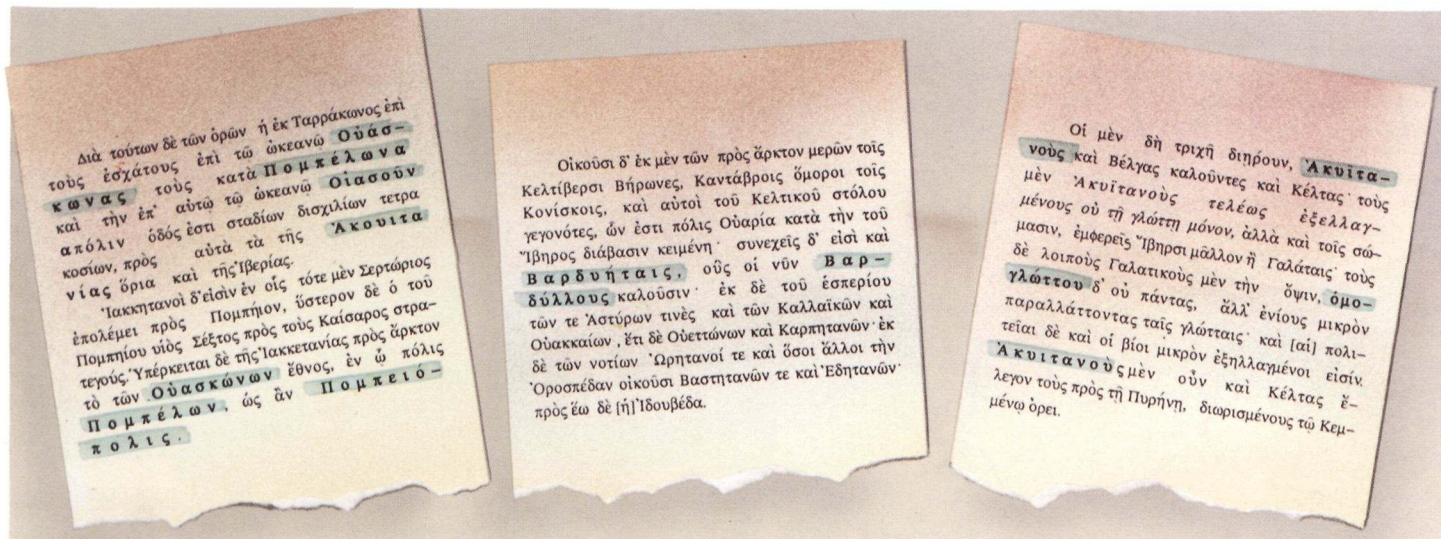 Διὰ τούτων δὲ τῶν ὀρῶν ἡ ἐκ Ταρράκωνος ἐπὶ
τοὺς ἐσχάτους ἐπὶ τῷ ὠκεανῷ Οὐάσ–
κωνας τοὺς κατὰ Πομπέλωνα
καὶ τὴν ἐπ' αὐτῷ τῷ ὠκεανῷ Οἰασοῦν
απόλιν ὁδός ἐστι σταδίων δισχιλίων τετρα
κοσίων, πρὸς αὐτὰ τὰ τῆς Ἀκουιτα
νίας ὅρια καὶ τῆς Ἰβερίας.
Ἰακκητανοὶ δ'εἰσὶν ἐν οἷς τότε μὲν Σερτώριος
ἐπολέμει πρὸς Πομπήιον, ὕστερον δὲ ὁ τοῦ
Πομπηίου υἱὸς Σέξτος πρὸς τοὺς Καίσαρος στρα–
τεγούς. Ὑπέρκειται δὲ τῆς Ἰακκετανίας πρὸς ἄρκτον
τὸ τῶν Οὐασκώνων ἔθνος, ἐν ᾧ πόλις
Πομπέλων, ὡς ἂν Πομπειό–
πολις.
Οἰκοῦσι δ' ἐκ μὲν τῶν πρὸς ἄρκτον μερῶν τοῖς
Κελτίβερσι Βήρωνες, Καντάβροις ὅμοροι τοῖς
Κονίσκοις, καὶ αὐτοὶ τοῦ Κελτικοῦ στόλου
γεγονότες, ὧν ἐστι πόλις Οὐαρία κατὰ τὴν τοῦ
Ἴβηρος διάβασιν κειμένη· συνεχεῖς δ' εἰσὶ καὶ
Βαρδυήταις, οὓς οἱ νῦν Βαρ–
δύλλους καλοῦσιν· ἐκ δὲ τοῦ ἑσπερίου
τῶν τε Ἀστύρων τινὲς καὶ τῶν Καλλαϊκῶν καὶ
Οὐακκαίων, ἔτι δὲ Οὐεττώνων καὶ Καρπητανῶν· ἐκ
δὲ τῶν νοτίων Ὠρητανοί τε καὶ ὅσοι ἄλλοι τὴν
Ὀροσπέδαν οἰκοῦσι Βαστητανῶν τε καὶ Ἐδητανῶν·
πρὸς ἕω δὲ [ἡ] Ἰδουβέδα.
Οἱ μὲν δὴ τριχῇ διῃρουν, Ἀκυϊτα–
νοὺς καὶ Βέλγας καλοῦντες καὶ Κέλτας· τοὺς
μὲν Ἀκυϊτανοὺς τελέως ἐξελλαγ–
μένους οὐ τῇ γλώττῃ μόνον, ἀλλὰ καὶ τοῖς σώ–
μασιν, ἐμφερεῖς Ἴβηρσι μᾶλλον ἢ Γαλάταις· τοὺς
δὲ λοιποὺς Γαλατικοὺς μὲν τὴν ὄψιν, ὁμο–
γλώττου δ' οὐ πάντας, ἀλλ' ἐνίους μικρὸν
παραλλάττοντας ταῖς γλώτταις· καὶ [αἱ] πολι–
τεῖαι δὲ καὶ οἱ βίοι μικρὸν ἐξηλλαγμένοι εἰσίν.
Ἀκυιτανοὺς μὲν οὖν καὶ Κέλτας ἔ–
λεγον τοὺς πρὸς τῇ Πυρήνῃ, διωρισμένους τῷ Κεμ–
μένῳ ὄρει.